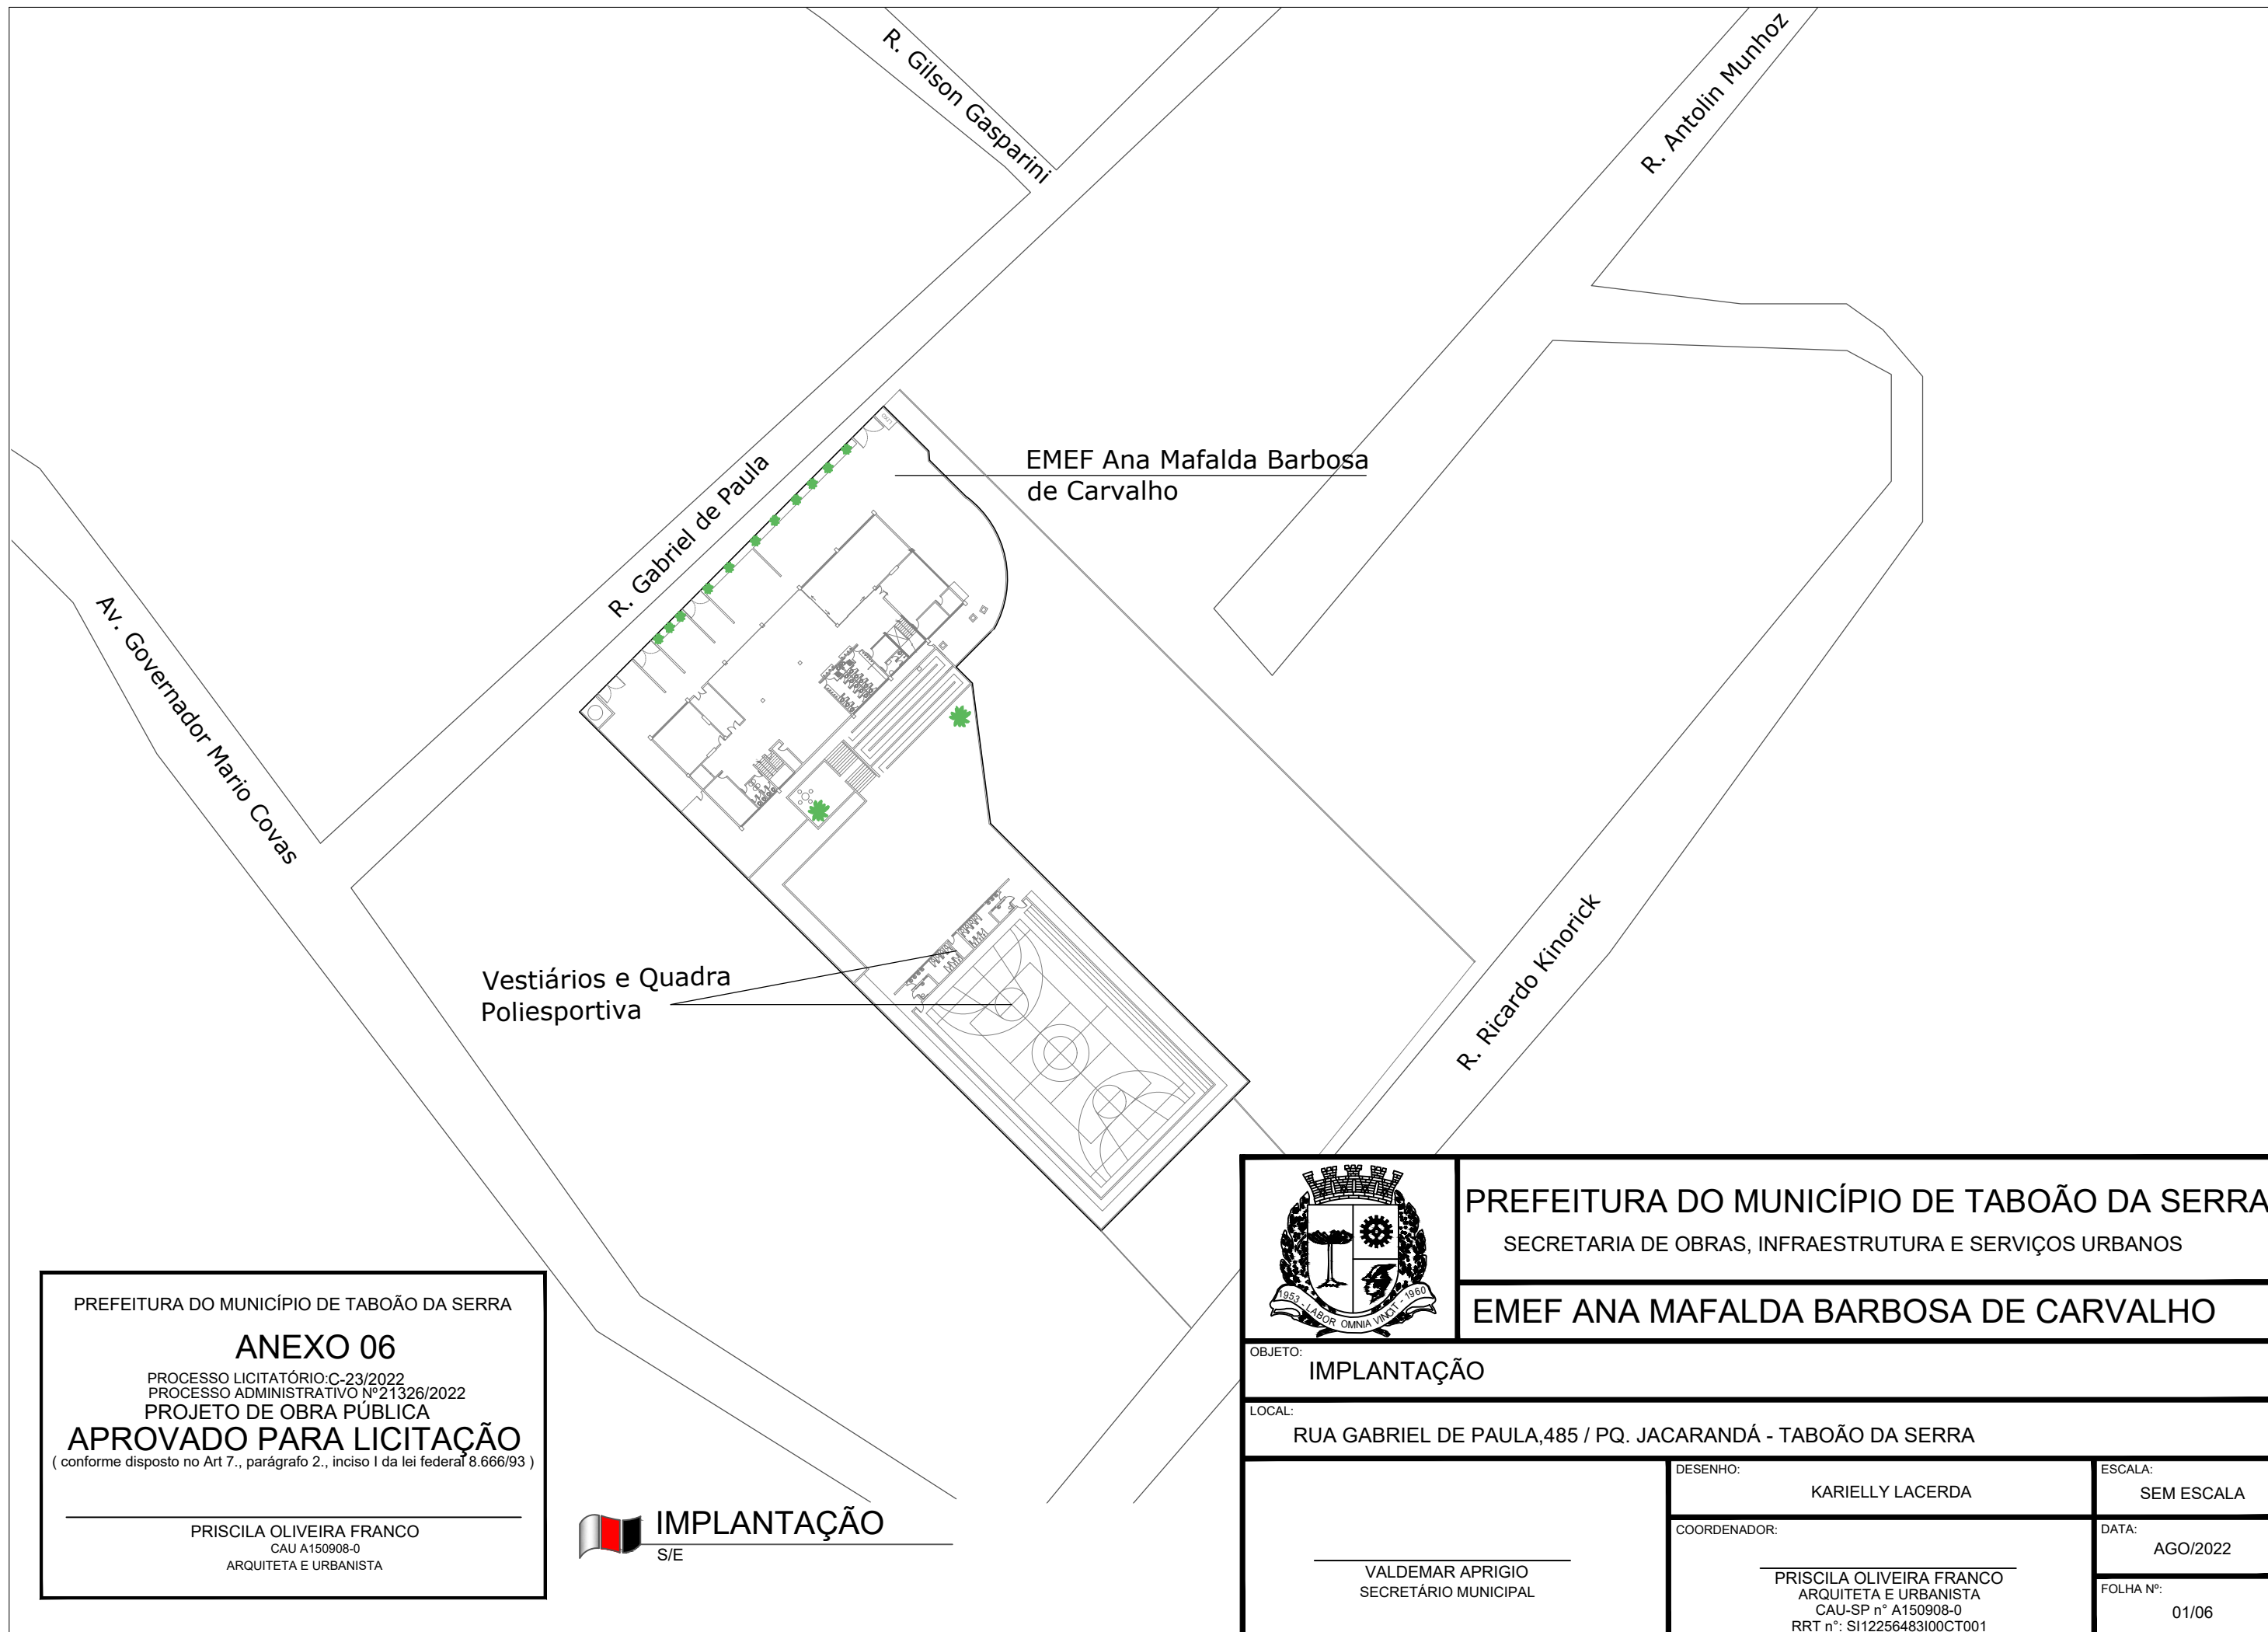 R. Gilson Gasparini
R. Antolin Munhoz
EMEF Ana Mafalda Barbosa
de Carvalho
R. Gabriel de Paula
Av. Governador Mario Covas
Vestiários e Quadra
Poliesportiva
R. Ricardo Kinorick
PREFEITURA DO MUNICÍPIO DE TABOÃO DA SERRA
ANEXO 06
PROCESSO LICITATÓRIO:C-23/2022
PROCESSO ADMINISTRATIVO Nº21326/2022
PROJETO DE OBRA PÚBLICA
APROVADO PARA LICITAÇÃO
( conforme disposto no Art 7., parágrafo 2., inciso I da lei federal 8.666/93 )
PRISCILA OLIVEIRA FRANCO
CAU A150908-0
ARQUITETA E URBANISTA
IMPLANTAÇÃO
S/E
1953 - LABOR OMNIA VINCIT - 1960
PREFEITURA DO MUNICÍPIO DE TABOÃO DA SERRA
SECRETARIA DE OBRAS, INFRAESTRUTURA E SERVIÇOS URBANOS
EMEF ANA MAFALDA BARBOSA DE CARVALHO
OBJETO:
IMPLANTAÇÃO
LOCAL:
RUA GABRIEL DE PAULA,485 / PQ. JACARANDÁ - TABOÃO DA SERRA
VALDEMAR APRIGIO
SECRETÁRIO MUNICIPAL
DESENHO:
KARIELLY LACERDA
COORDENADOR:
PRISCILA OLIVEIRA FRANCO
ARQUITETA E URBANISTA
CAU-SP n° A150908-0
RRT n°: SI12256483I00CT001
ESCALA:
SEM ESCALA
DATA:
AGO/2022
FOLHA Nº:
01/06